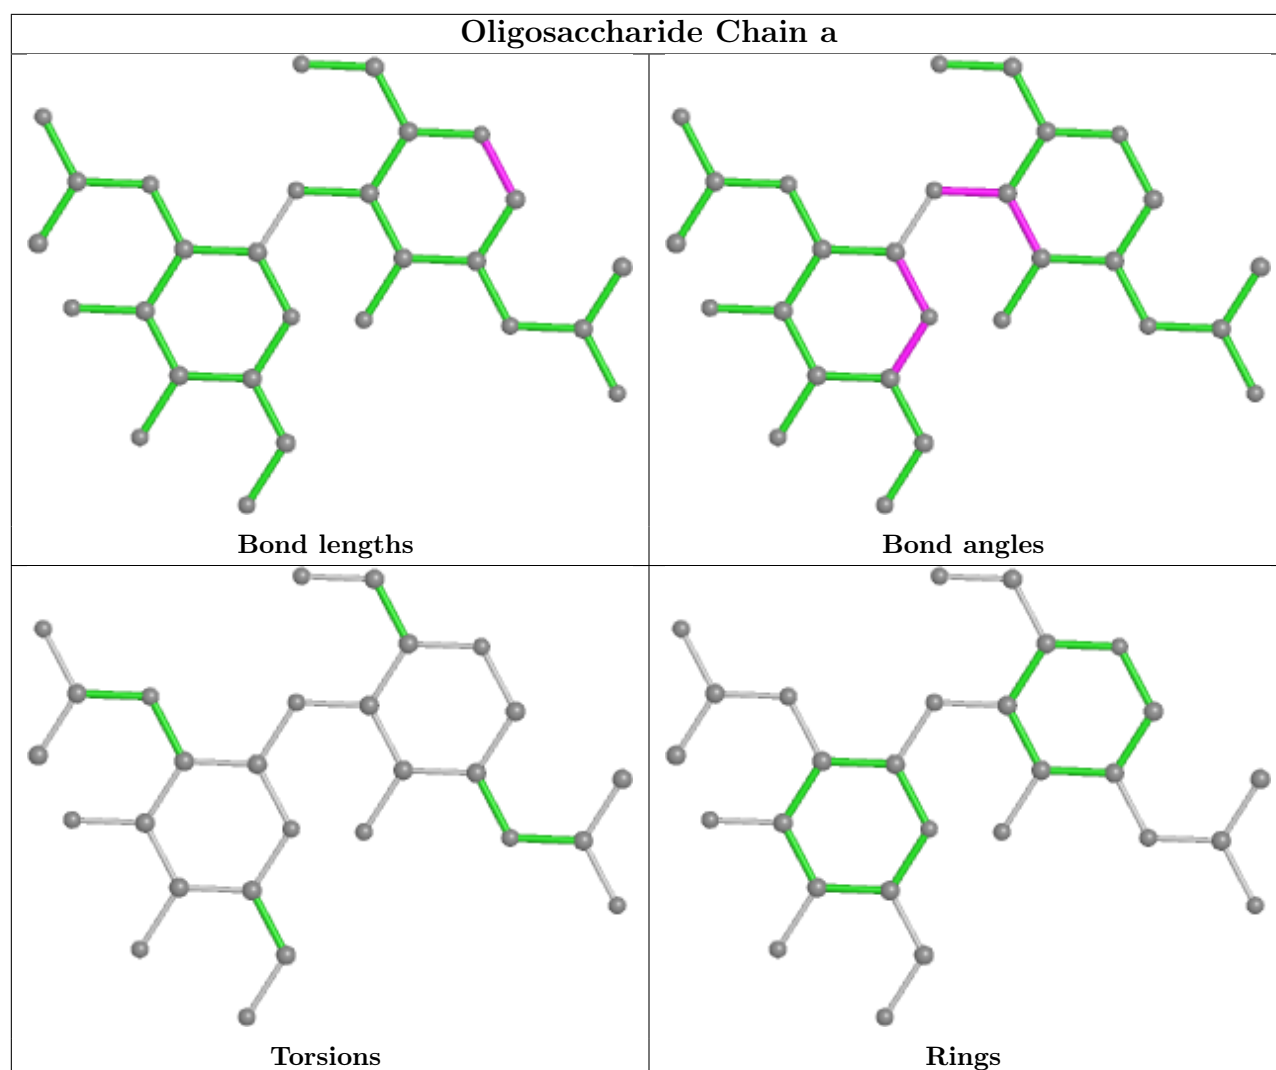 Oligosaccharide Chain a
Bond lengths
Bond angles
Torsions
Rings